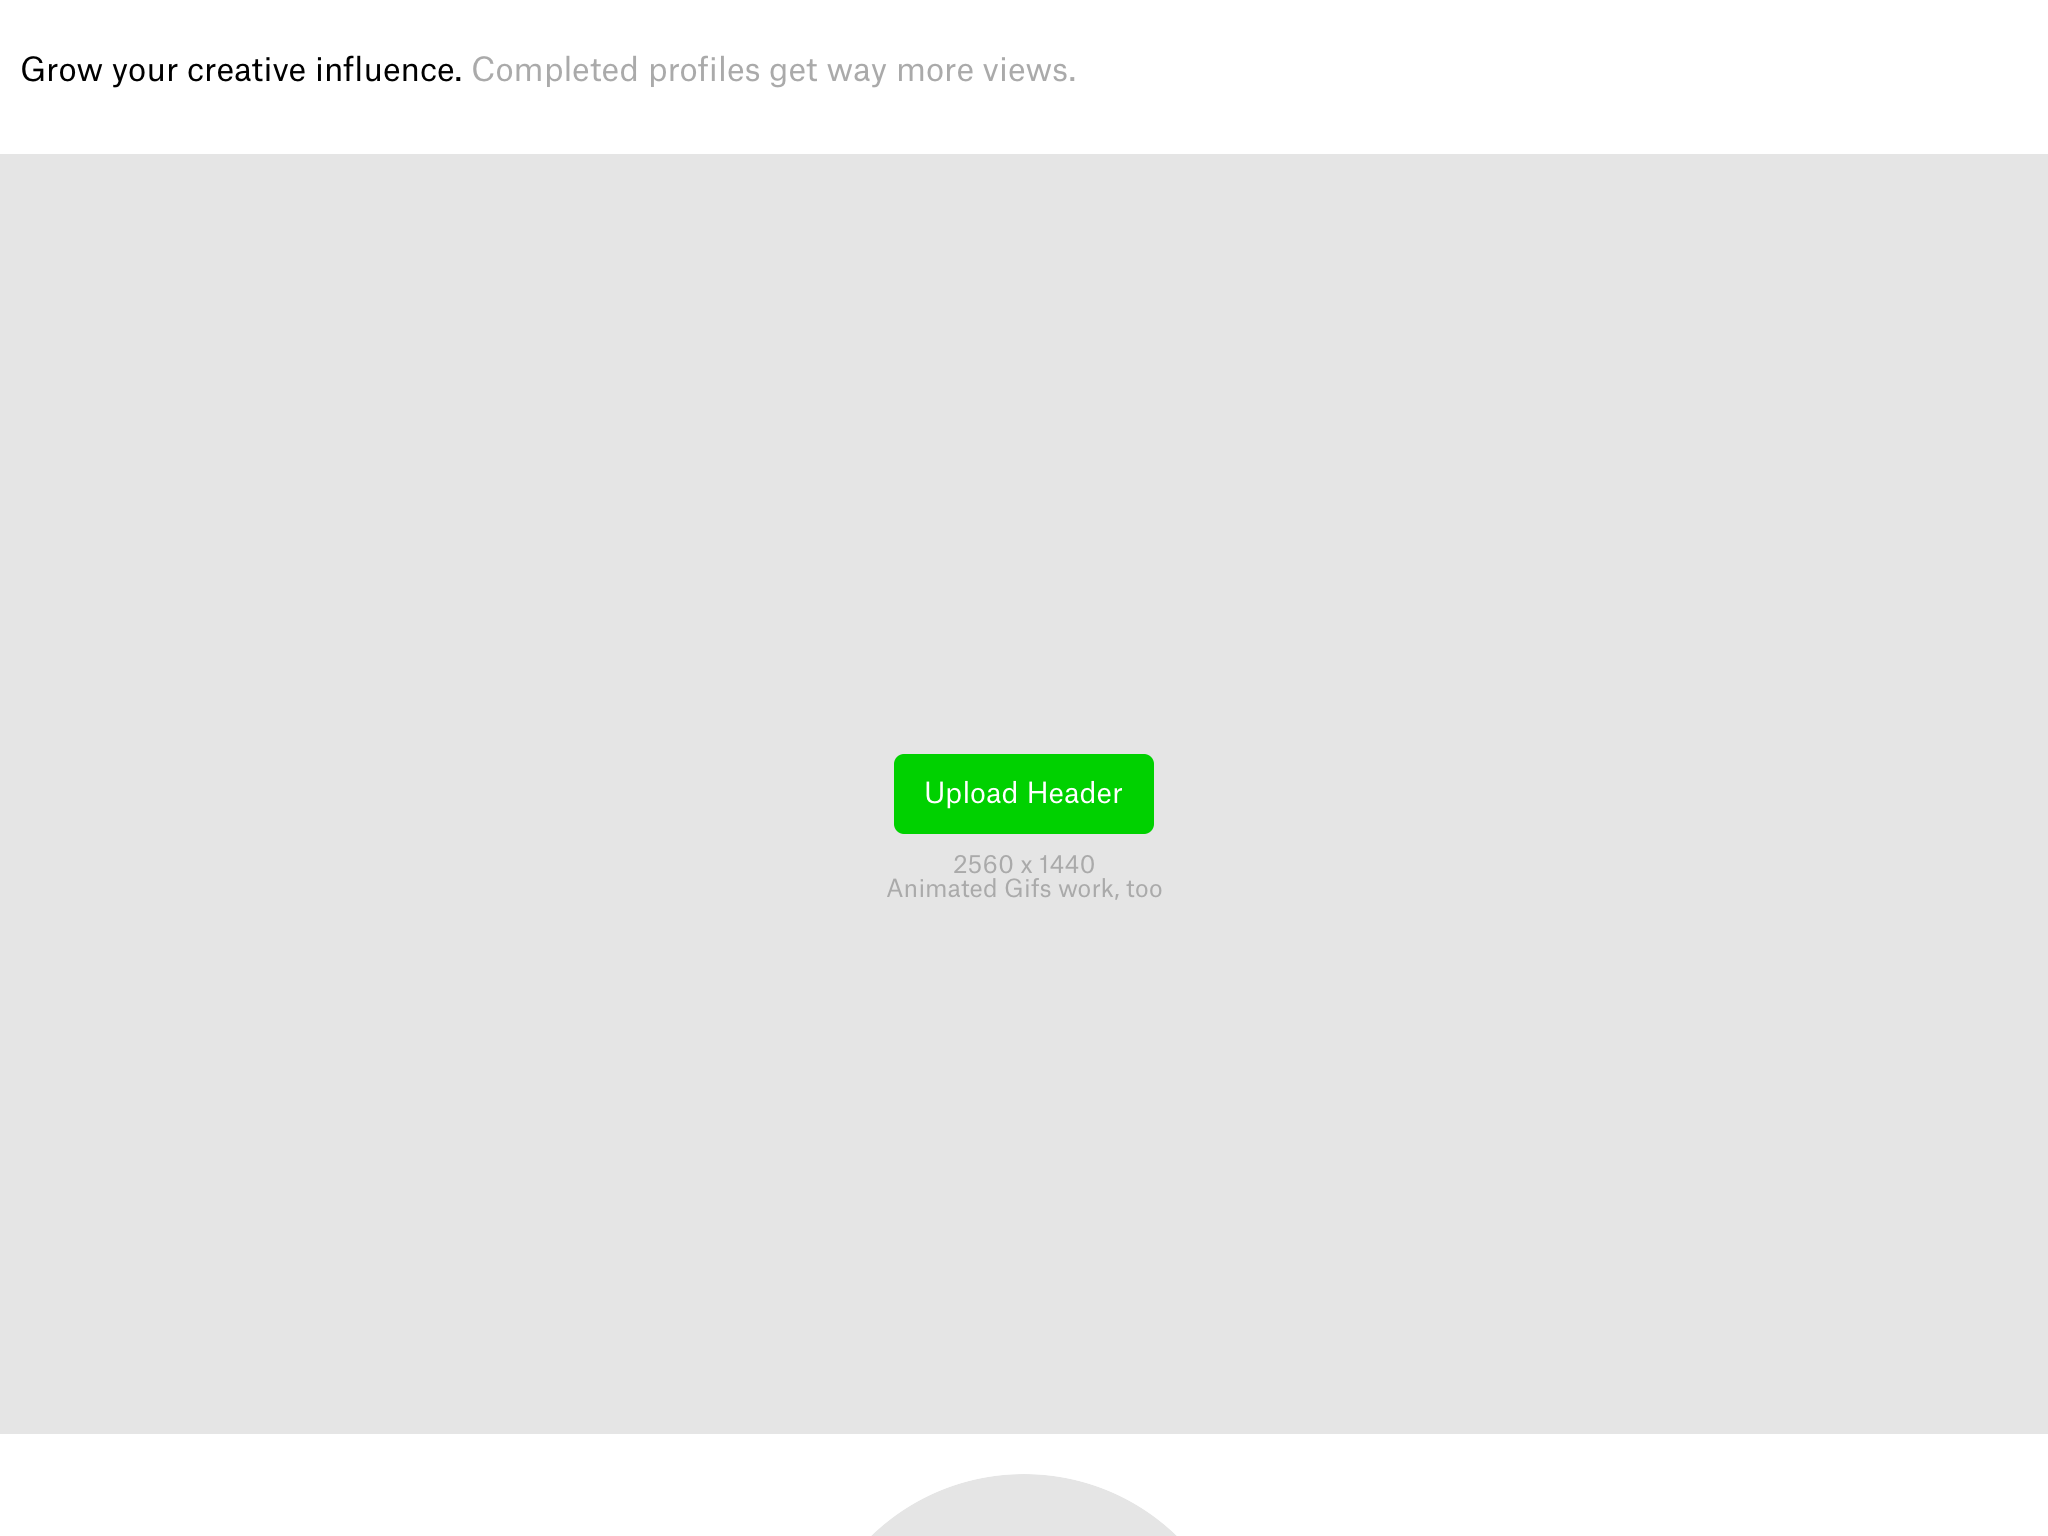 Grow your creative influence. Completed profiles get way more views.
Upload Header
2560 x 1440
Animated Gifs work, too